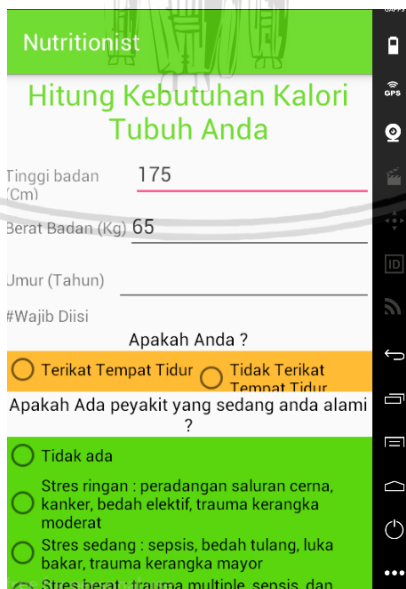 Nutritionist
Hitung Kebutuhan Kalori
Tubuh Anda
Tinggi badan
(Cm)
175
Berat Badan (Kg)
65
Umur (Tahun)
#Wajib Diisi
Apakah Anda ?
Terikat Tempat Tidur
Tidak Terikat
Tempat Tidur
Apakah Ada peyakit yang sedang anda alami
?
Tidak ada
Stres ringan : peradangan saluran cerna,
kanker, bedah elektif, trauma kerangka
moderat
Stres sedang : sepsis, bedah tulang, luka
bakar, trauma kerangka mayor
Stres berat : trauma multiple, sepsis, dan
GPS
ID